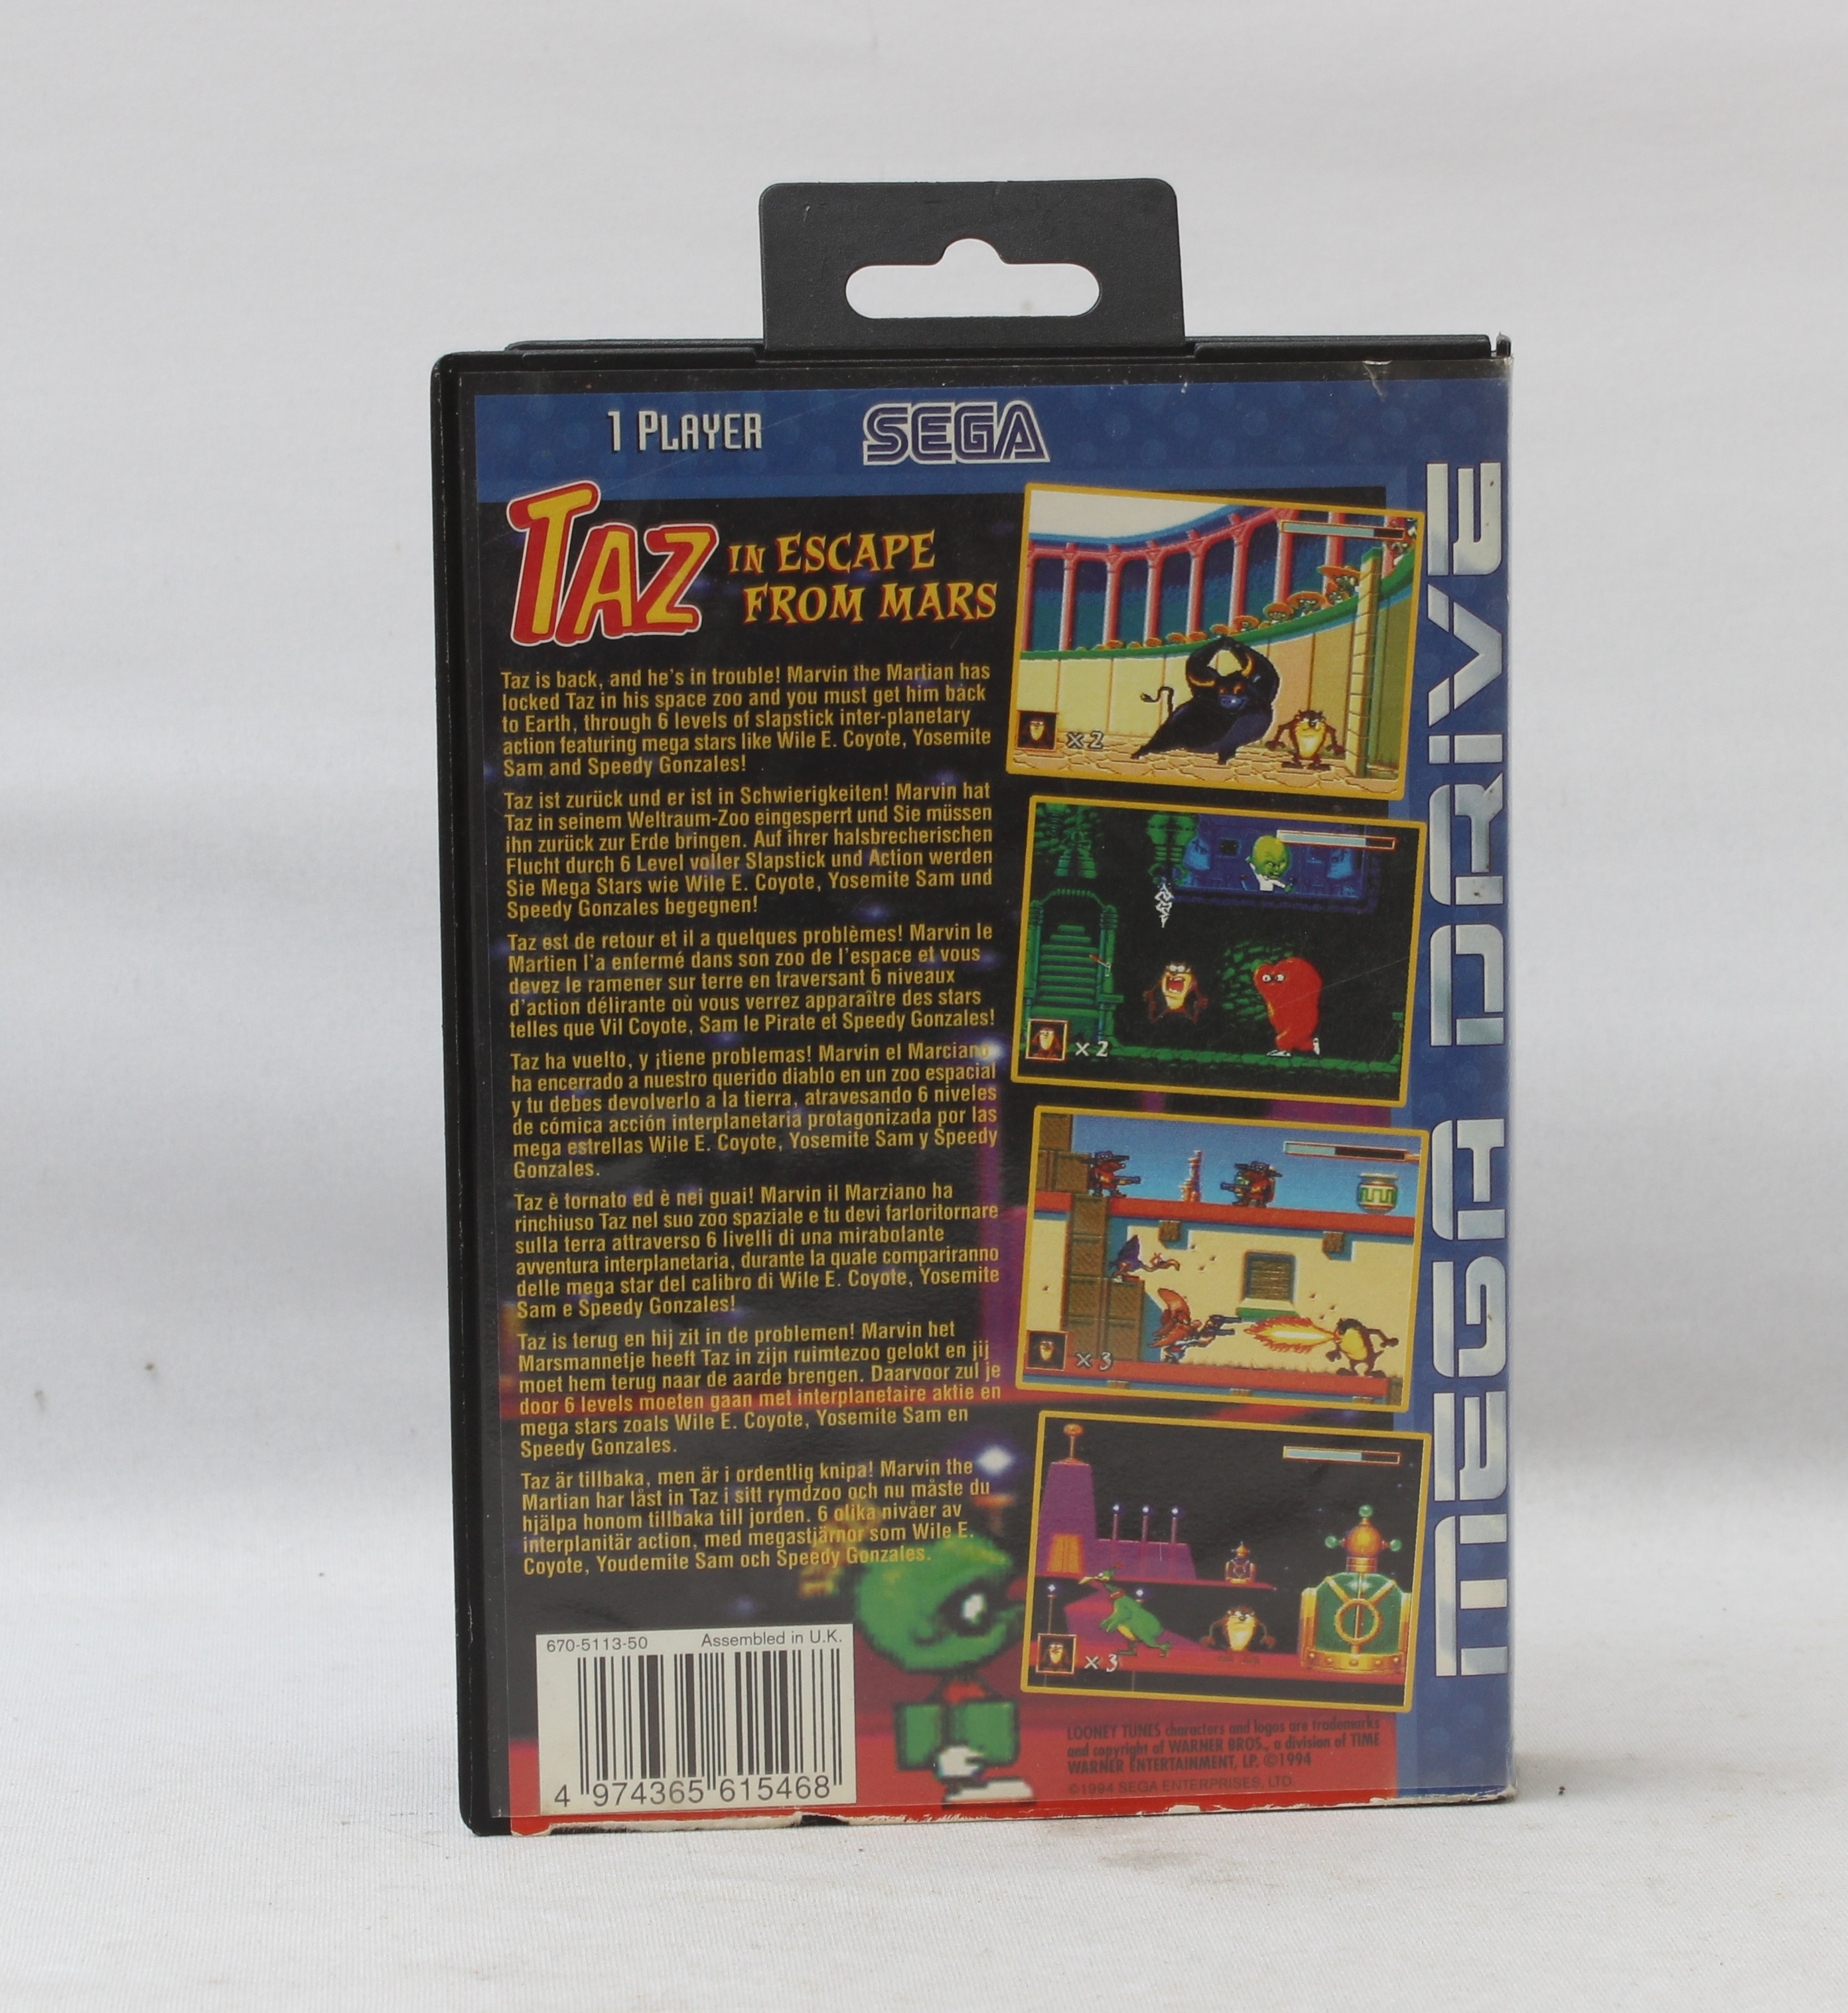 1 PLAYER
SEGA
TAZ
IN ESCAPE
FROM MARS
Taz is back, and he's in trouble! Marvin the Martian has
locked Taz in his space zoo and you must get him back
to Earth, through 6 levels of slapstick inter-planetary
action featuring mega stars like Wile E. Coyote, Yosemite
Sam and Speedy Gonzales!
Taz ist zurück und er ist in Schwierigkeiten! Marvin hat
Taz in seinem Weltraum-Zoo eingesperrt und Sie müssen
ihn zurück zur Erde bringen. Auf ihrer halsbrecherischen
Flucht durch 6 Level voller Slapstick und Action werden
Sie Mega Stars wie Wile E. Coyote, Yosemite Sam und
Speedy Gonzales begegnen!
Taz est de retour et il a quelques problèmes! Marvin le
Martien l'a enfermé dans son zoo de l'espace et vous
devez le ramener sur terre en traversant 6 niveaux
d'action délirante où vous verrez apparaître des stars
telles que Vil Coyote, Sam le Pirate et Speedy Gonzales!
Taz ha vuelto, y ¡tiene problemas! Marvin el Marciano
ha encerrado a nuestro querido diablo en un zoo espacial
y tu debes devolverlo a la tierra, atravesando 6 niveles
de cómica acción interplanetaria protagonizada por las
mega estrellas Wile E. Coyote, Yosemite Sam y Speedy
Gonzales.
Taz è tornato ed è nei guai! Marvin il Marziano ha
rinchiuso Taz nel suo zoo spaziale e tu devi farloritornare
sulla terra attraverso 6 livelli di una mirabolante
avventura interplanetaria, durante la quale compariranno
delle mega star del calibro di Wile E. Coyote, Yosemite
Sam e Speedy Gonzales!
Taz is terug en hij zit in de problemen! Marvin het
Marsmannetje heeft Taz in zijn ruimtezoo gelokt en jij
moet hem terug naar de aarde brengen. Daarvoor zul je
door 6 levels moeten gaan met interplanetaire aktie en
mega stars zoals Wile E. Coyote, Yosemite Sam en
Speedy Gonzales.
Taz är tillbaka, men är i ordentlig knipa! Marvin the
Martian har låst in Taz i sitt rymdzoo och nu måste du
hjälpa honom tillbaka till jorden. 6 olika nivåer av
interplanitär action, med megastjärnor som Wile E.
Coyote, Youdemite Sam och Speedy Gonzales.
x 2
x 2
x 3
x 3
MEGA DRIVE
670-5113-50 Assembled in U.K.
4 974365 615468
LOONEY TUNES characters and logos are trademarks
and copyright of WARNER BROS., a division of TIME
WARNER ENTERTAINMENT, LP. ©1994
©1994 SEGA ENTERPRISES, LTD.